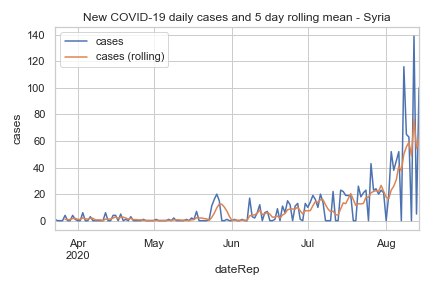 New COVID-19 daily cases and 5 day rolling mean - Syria
cases
cases (rolling)
140
120
100
80
60
40
20
0
cases
Apr
2020
May
Jun
Jul
Aug
dateRep